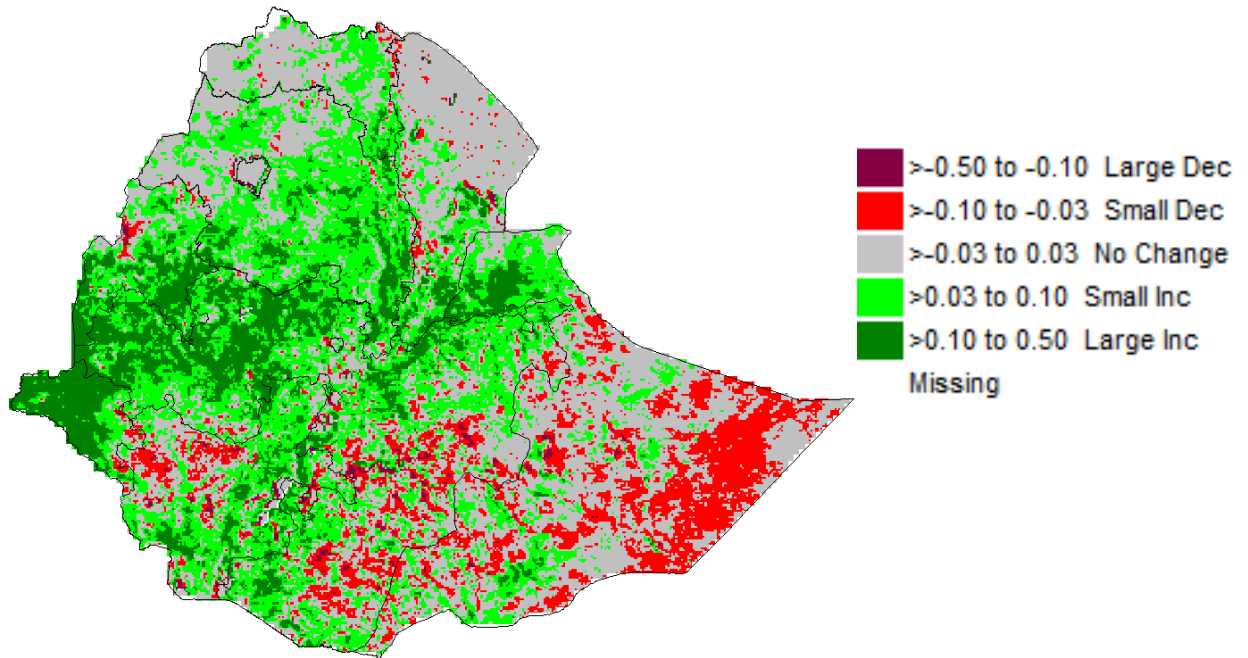 >-0.50 to -0.10 Large Dec
>-0.10 to -0.03 Small Dec
>-0.03 to 0.03 No Change
>0.03 to 0.10 Small Inc
>0.10 to 0.50 Large Inc
Missing